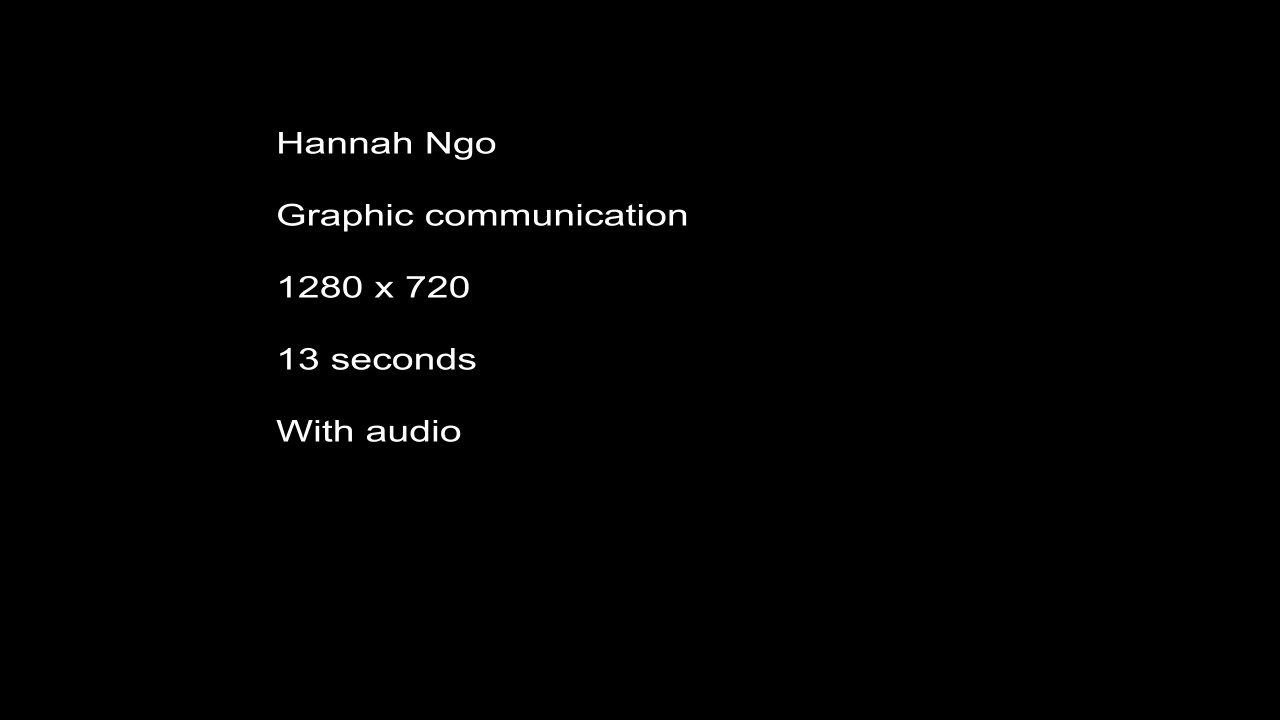 Hannah Ngo
Graphic communication
1280 x 720
13 seconds
With audio